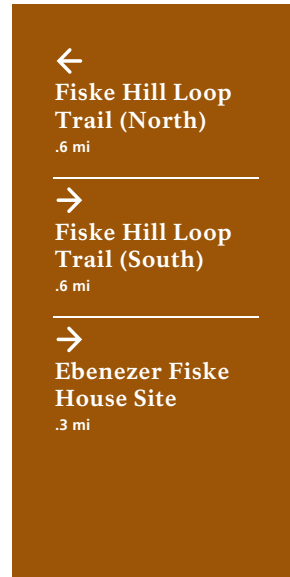 ←
Fiske Hill Loop
Trail (North)
.6 mi
→
Fiske Hill Loop
Trail (South)
.6 mi
→
Ebenezer Fiske
House Site
.3 mi